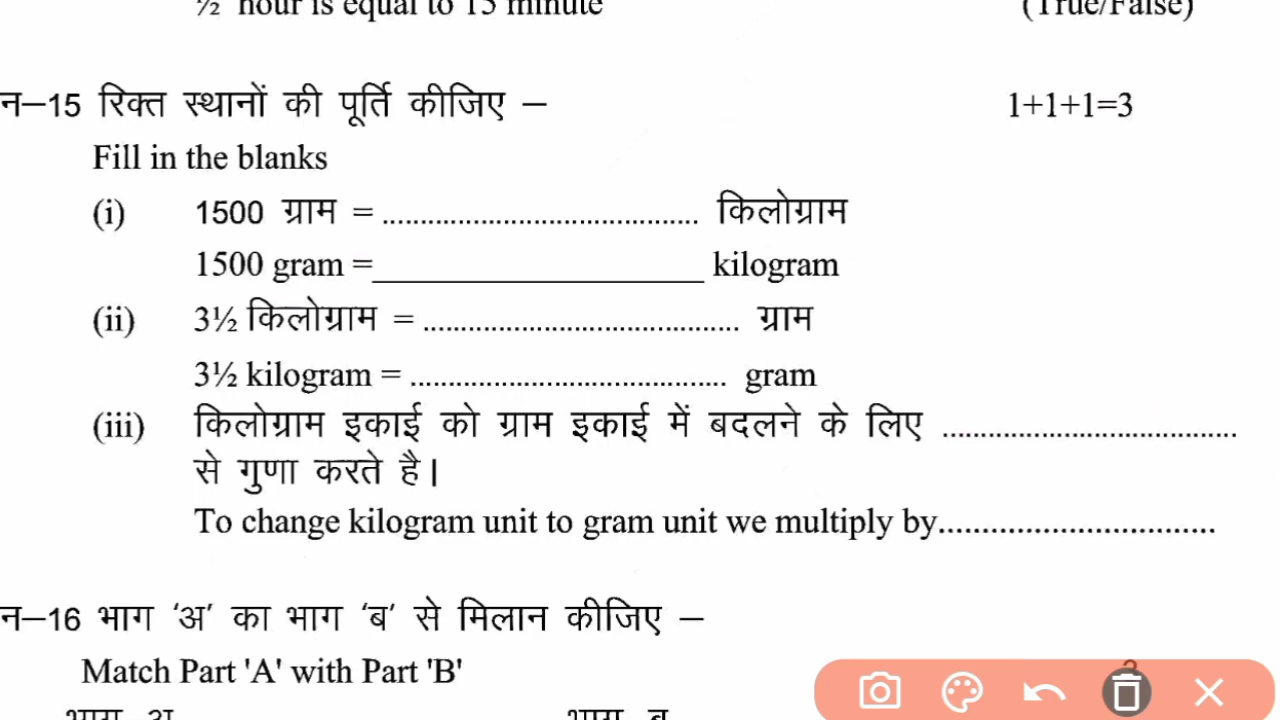 ½ hour is equal to 15 minute (True/False)
न–15 रिक्त स्थानों की पूर्ति कीजिए – 1+1+1=3
Fill in the blanks
(i) 1500 ग्राम = .......................................... किलोग्राम
1500 gram =____________________ kilogram
(ii) 3½ किलोग्राम = .......................................... ग्राम
3½ kilogram = .......................................... gram
(iii) किलोग्राम इकाई को ग्राम इकाई में बदलने के लिए .......................................
से गुणा करते है।
To change kilogram unit to gram unit we multiply by...............................
न–16 भाग ‘अ’ का भाग ‘ब’ से मिलान कीजिए –
Match Part 'A' with Part 'B'
भाग अ भाग ब